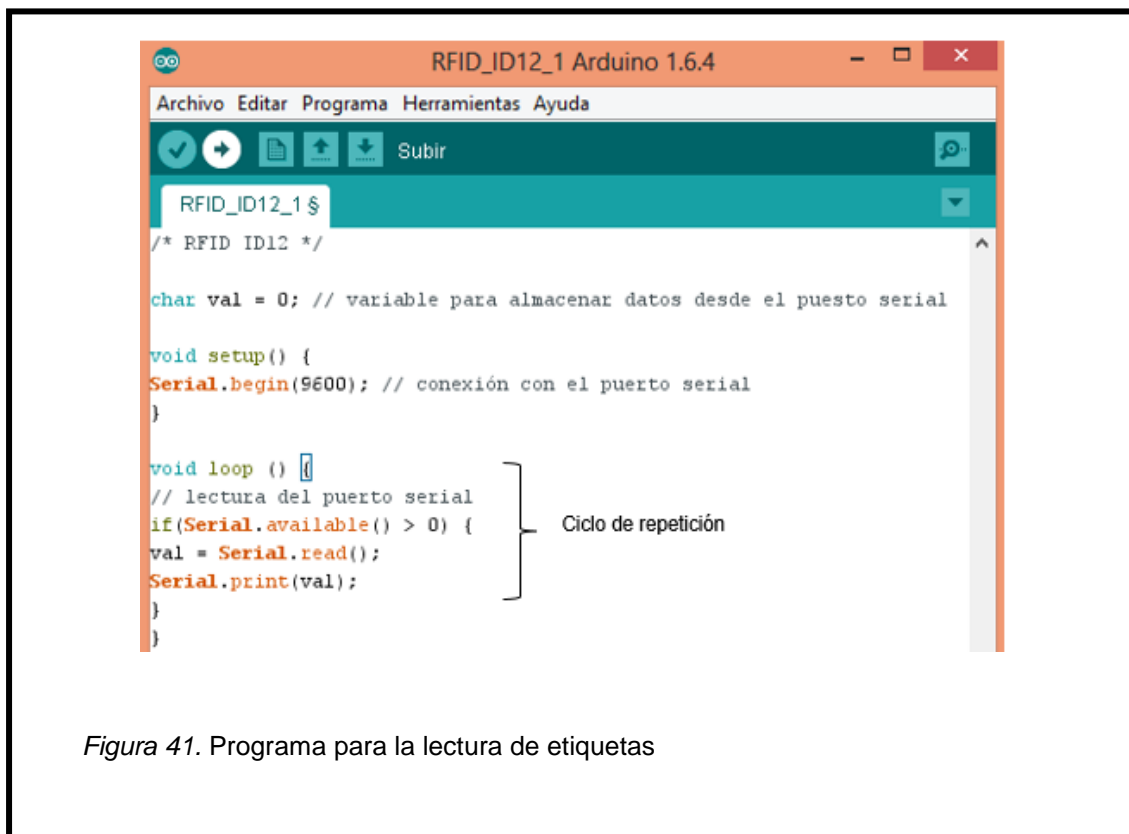 RFID_ID12_1 Arduino 1.6.4
Archivo Editar Programa Herramientas Ayuda
Subir
RFID_ID12_1 §
/* RFID ID12 */
char val = 0; // variable para almacenar datos desde el puesto serial
void setup() {
Serial.begin(9600); // conexión con el puerto serial
}
void loop () {
// lectura del puerto serial
if(Serial.available() > 0) {
Ciclo de repetición
val = Serial.read();
Serial.print(val);
}
}
Figura 41. Programa para la lectura de etiquetas